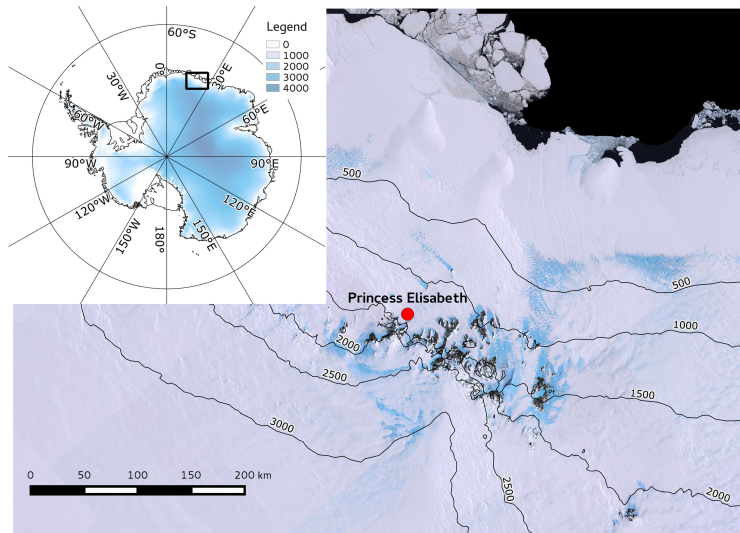 Legend
0
1000
2000
3000
4000
60°S
0
30°E
60°E
90°E
120°E
150°E
180°
150°W
120°W
90°W
60°W
30°W
500
500
Princess Elisabeth
1000
2000
2500
1500
3000
2500
2000
0 50 100 150 200 km